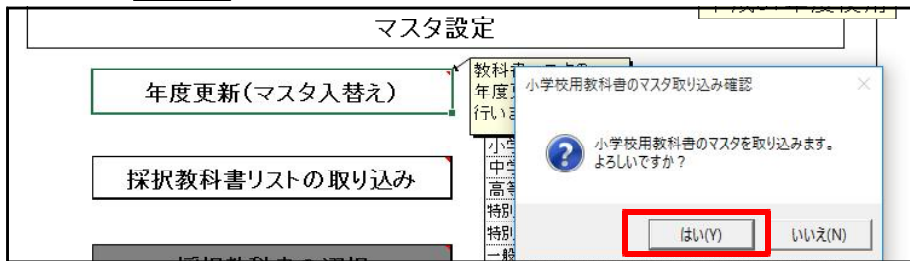 マスタ設定
年度更新(マスタ入替え)
教科書
年度
行い
小学校用教科書のマスタ取り込み確認
小学校用教科書のマスタを取り込みます。
よろしいですか？
採択教科書リストの取り込み
小学
中学
高等
特別
特別
一般
はい(Y)
いいえ(N)